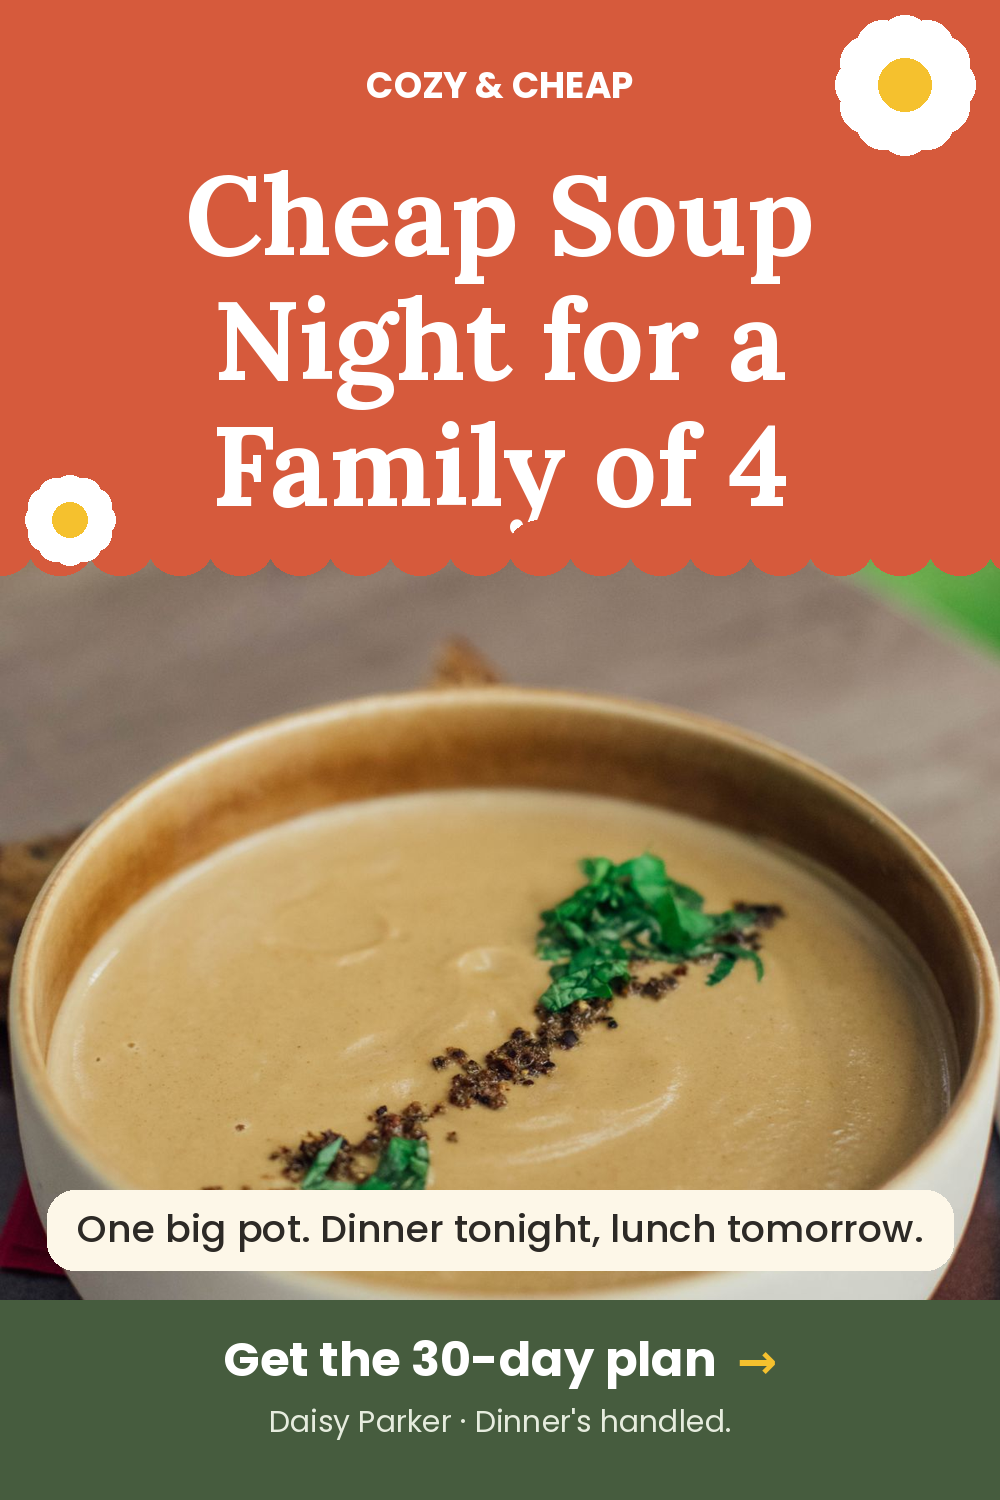 COZY & CHEAP
Cheap Soup
Night for a
Family of 4
One big pot. Dinner tonight, lunch tomorrow.
Get the 30-day plan →
Daisy Parker · Dinner's handled.